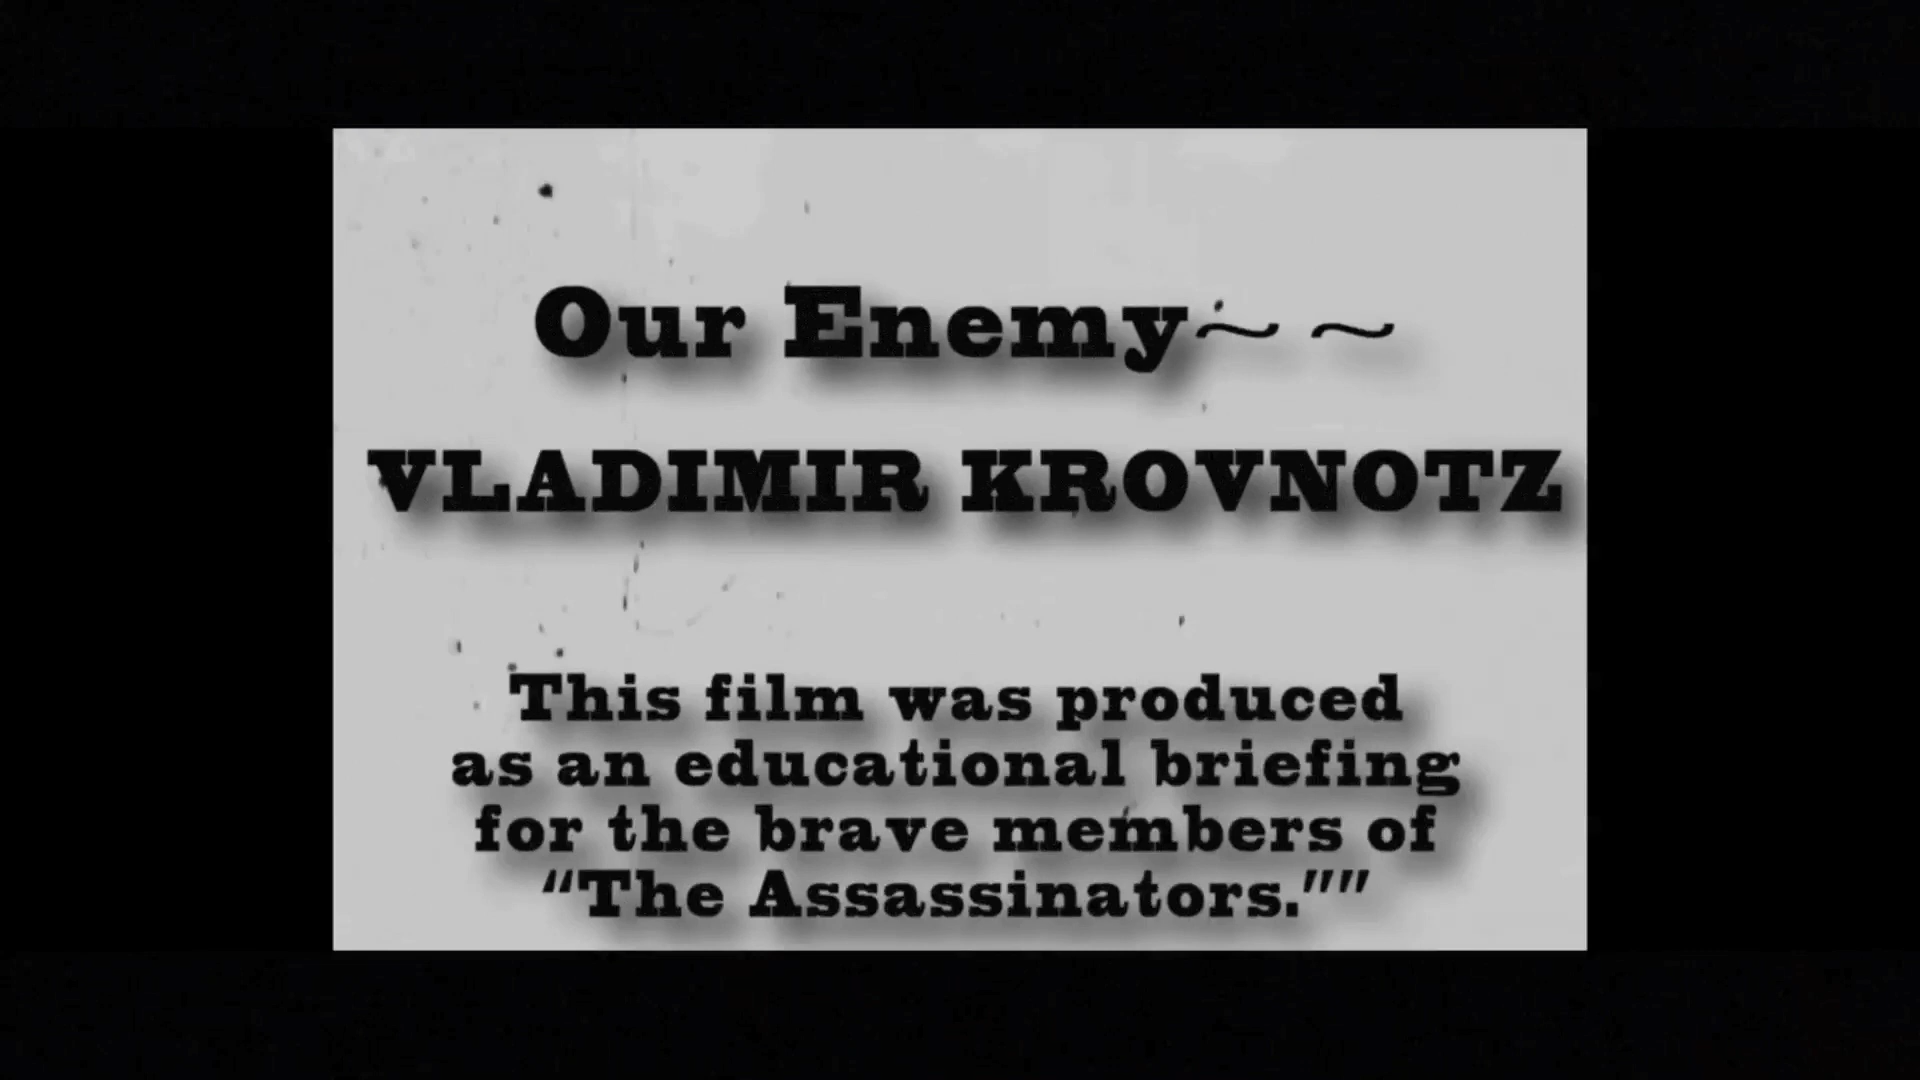 Our Enemy~ ~
VLADIMIR KROVNOTZ
This film was produced
as an educational briefing
for the brave members of
“The Assassinators.””